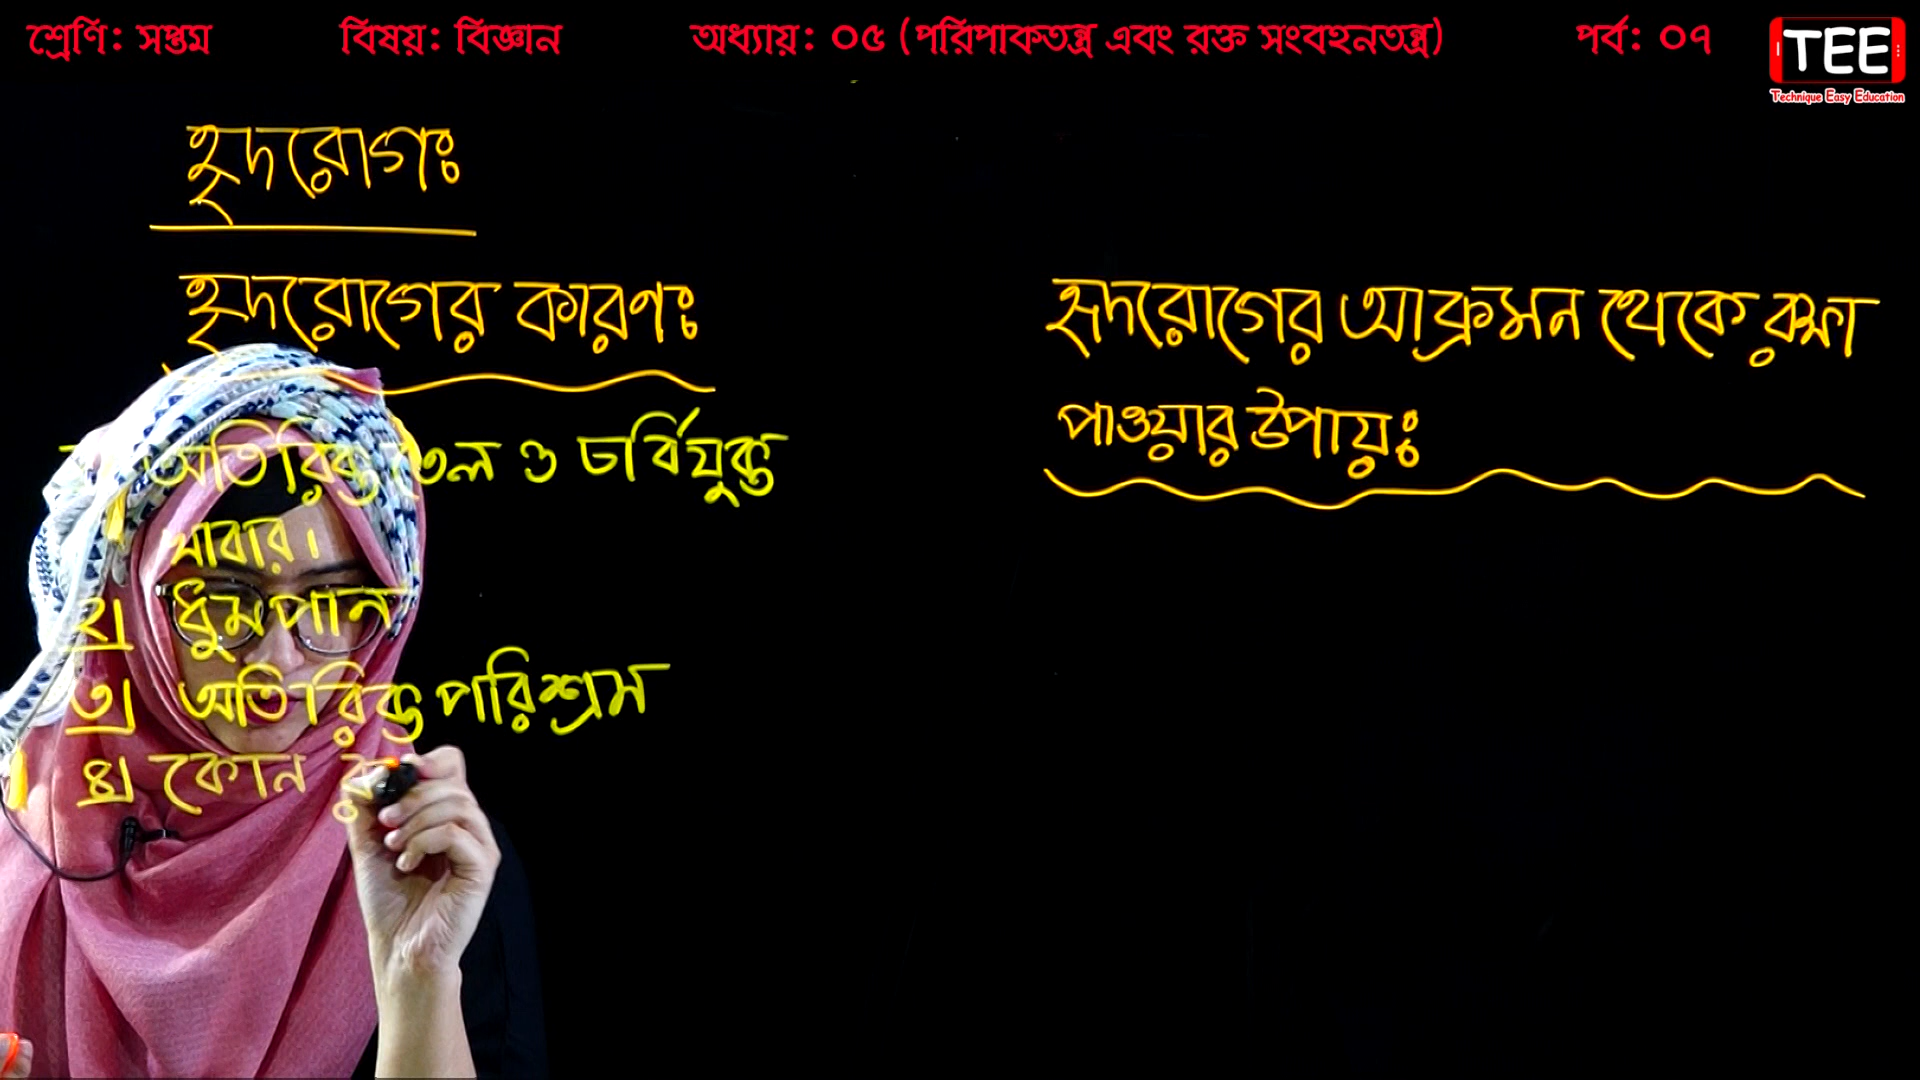 শ্রেণি: সপ্তম
বিষয়: বিজ্ঞান
অধ্যায়: ০৫ (পরিপাকতন্ত্র এবং রক্ত সংবহনতন্ত্র)
পর্ব: ০৭
TEE
Technique Easy Education
হৃদরোগঃ
হৃদরোগের কারণঃ
অতিরিক্ত তেল ও চর্বিযুক্ত
খাবার।
২) ধুমপান
৩) অতিরিক্ত পরিশ্রম
৪) কোন
হৃদরোগের আক্রমন থেকে রক্ষা
পাওয়ার উপায়ঃ